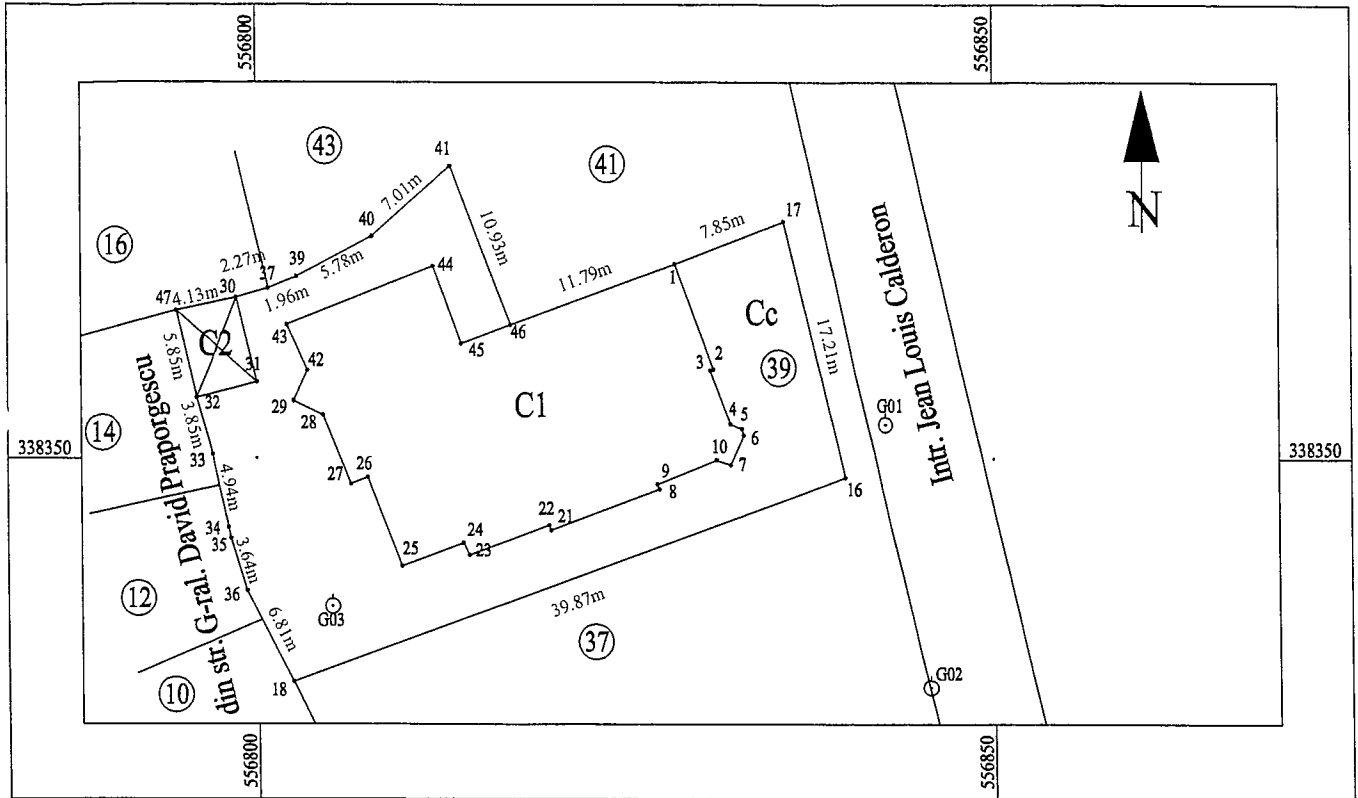 556800
556850
43
41
41
7.01m
40
10.93m
17
7.85m
16
2.27m
37
39
5.78m
44
1
11.79m
47
4.13m
30
1.96m
43
46
45
Cc
C2
5.85m
31
42
3
2
17.21m
39
32
29
28
C1
4
5
6
G01
14
3.85m
33
338350
338350
26
27
10
7
9
8
16
4.94m
34
35
22
21
24
23
25
3.64m
36
12
G03
39.87m
6.81m
37
18
10
G02
din str. G-ral. David Praporgescu
Intr. Jean Louis Calderon
N
556800
556850